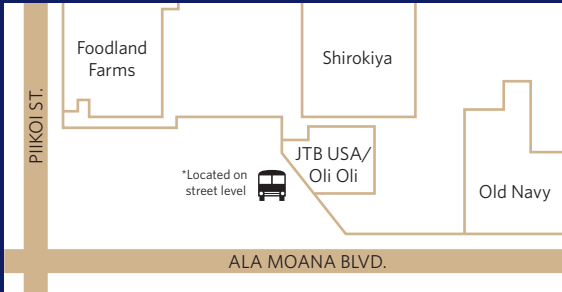 Foodland
Farms
Shirokiya
PIIKOI ST.
JTB USA/
Oli Oli
*Located on
street level
Old Navy
ALA MOANA BLVD.